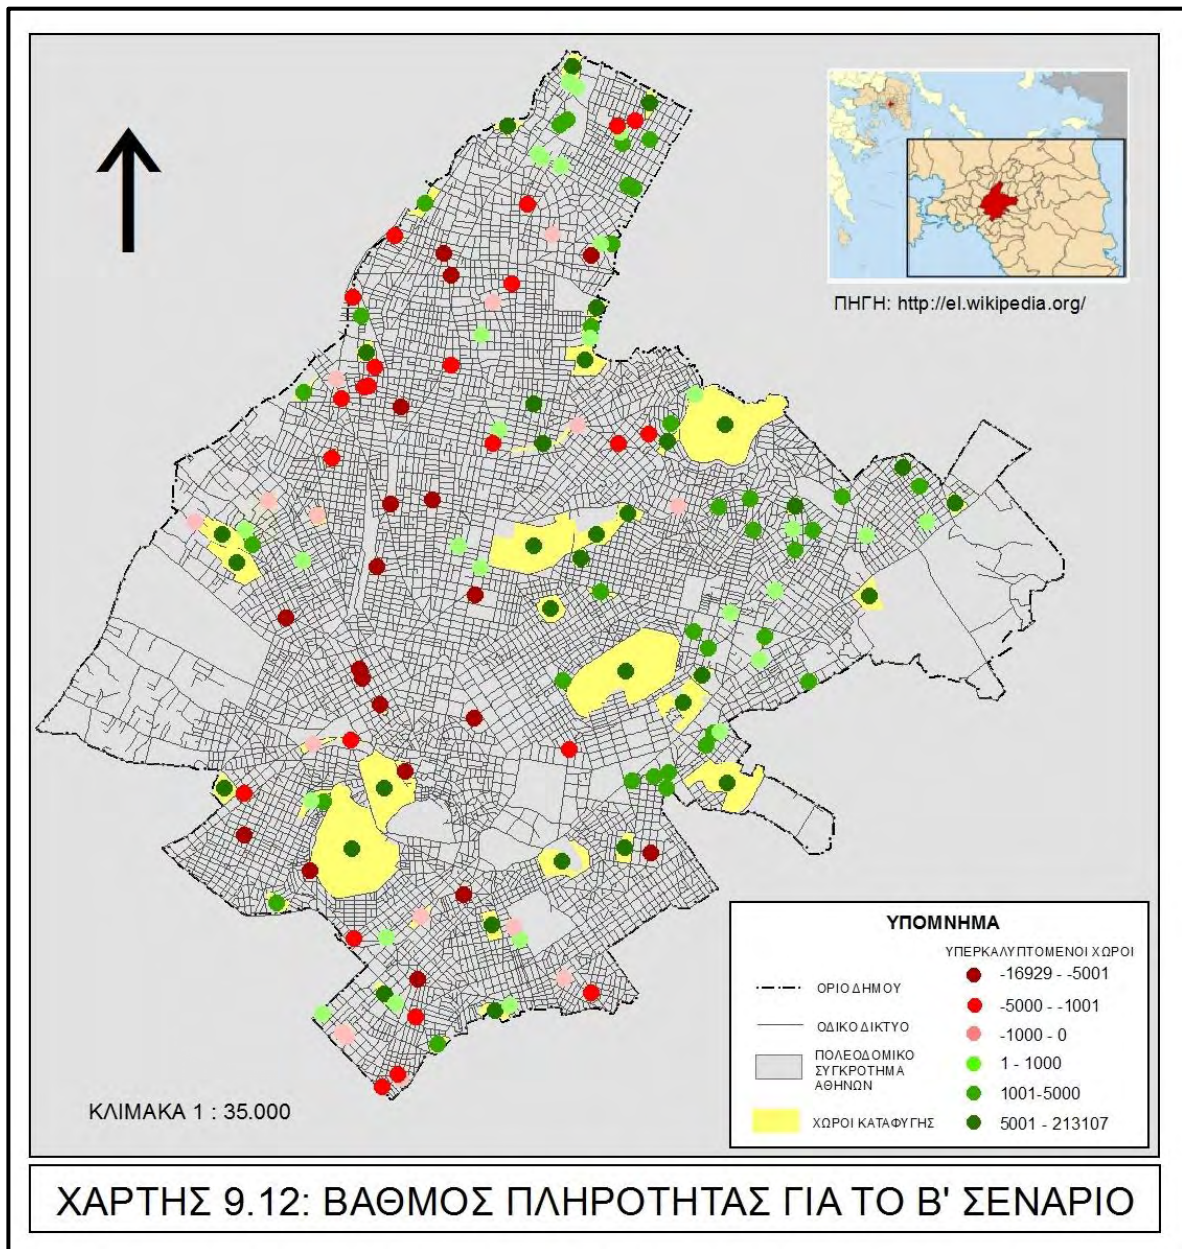 ΠΗΓΗ: http://el.wikipedia.org/
ΥΠΟΜΝΗΜΑ
ΥΠΕΡΚΑΛΥΠΤΟΜΕΝΟΙ ΧΩΡΟΙ
ΟΡΙΟ ΔΗΜΟΥ
ΟΔΙΚΟ ΔΙΚΤΥΟ
ΠΟΛΕΟΔΟΜΙΚΟ
ΣΥΓΚΡΟΤΗΜΑ
ΑΘΗΝΩΝ
ΧΩΡΟΙ ΚΑΤΑΦΥΓΗΣ
-16929 - -5001
-5000 - -1001
-1000 - 0
1 - 1000
1001-5000
5001 - 213107
ΚΛΙΜΑΚΑ 1 : 35.000
ΧΑΡΤΗΣ 9.12: ΒΑΘΜΟΣ ΠΛΗΡΟΤΗΤΑΣ ΓΙΑ ΤΟ Β' ΣΕΝΑΡΙΟ